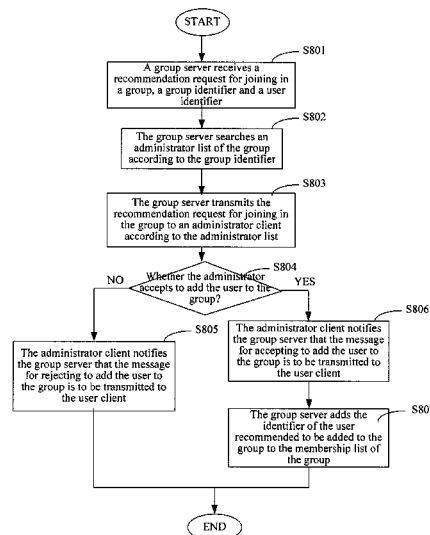 START
S801
A group server receives a
recommendation request for joining in
a group, a group identifier and a user
identifier
S802
The group server searches an
administrator list of the group
according to the group identifier
S803
The group server transmits the
recommendation request for joining in
the group to an administrator client
according to the administrator list
S804
Whether the administrator
accepts to add the user to the
group?
NO
YES
S805
The administrator client notifies
the group server that the message
for rejecting to add the user to
the group is to be transmitted to
the user client
S806
The administrator client notifies
the group server that the message
for accepting to add the user to
the group is to be transmitted to
the user client
S80
The group server adds the
identifier of the user
recommended to be added to the
group to the membership list of
the group
END